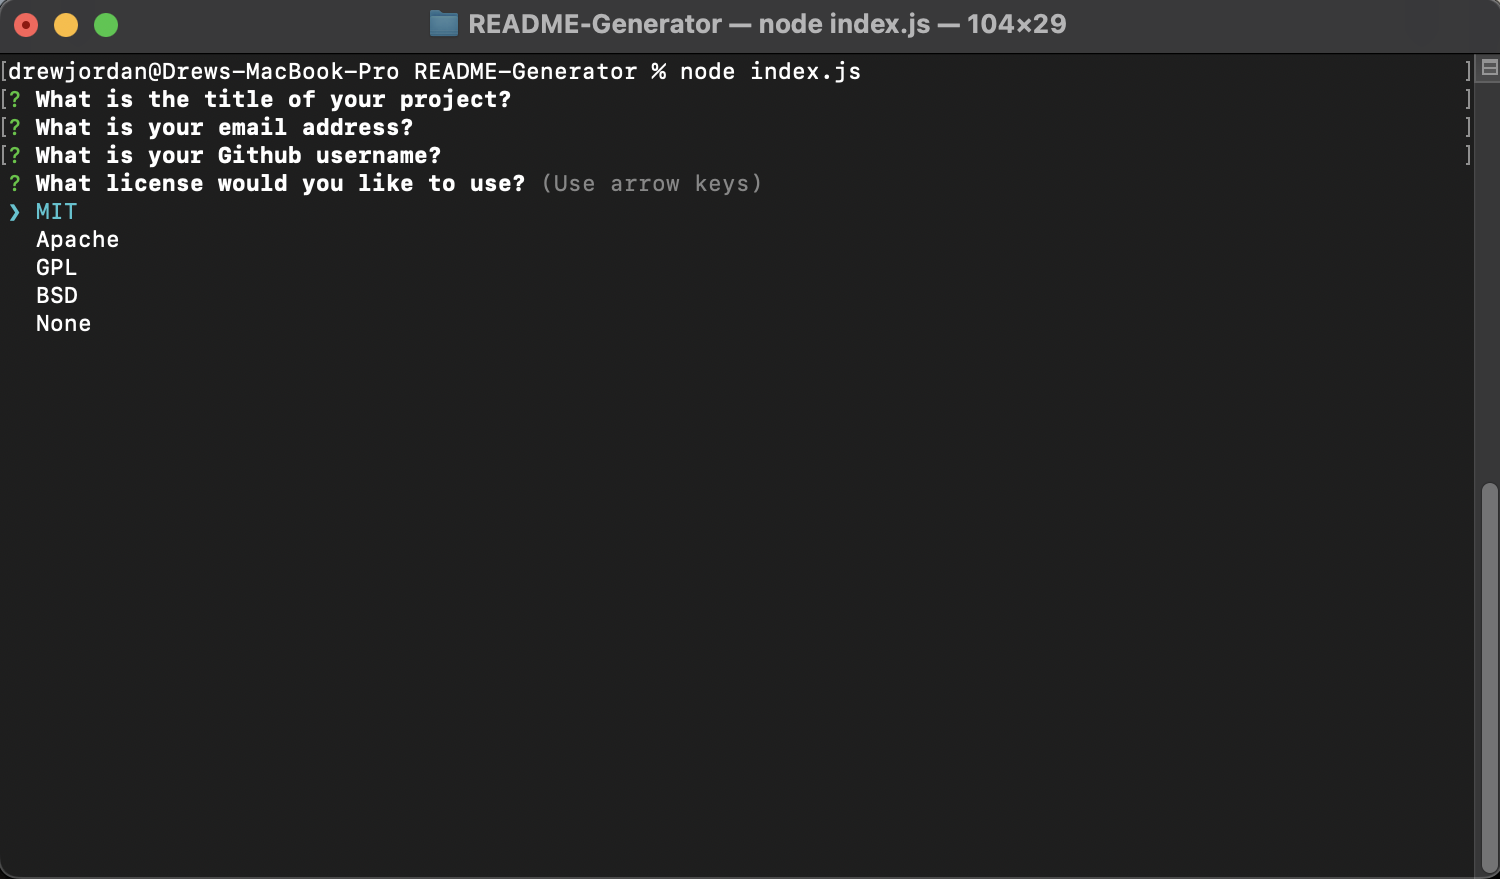 README-Generator — node index.js — 104×29
[drewjordan@Drews-MacBook-Pro README-Generator % node index.js ]
[? What is the title of your project? ]
[? What is your email address? ]
[? What is your Github username? ]
? What license would you like to use? (Use arrow keys)
❯ MIT
Apache
GPL
BSD
None